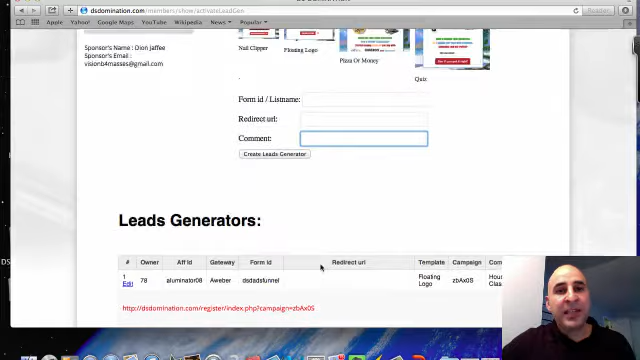 dsdomination.com/members/show/activateLeadGen
Reader
Apple Yahoo! Google Maps YouTube Wikipedia News Popular
Sponsor's Name : Dion jaffee
Sponsor's Email :
visionb4masses@gmail.com
Nail Clipper
Floating Logo
Pizza Of Money
Quiz
Form id / Listname:
Redirect url:
Comment:
Create Leads Generator
Leads Generators:
# Owner Aff Id Gateway Form Id Redirect url Template Campaign
1 78 aluminator08 Aweber dsdadsfunnel Floating Logo zbAx0S
Edit
http://dsdomination.com/register/index.php?campaign=zbAx0S